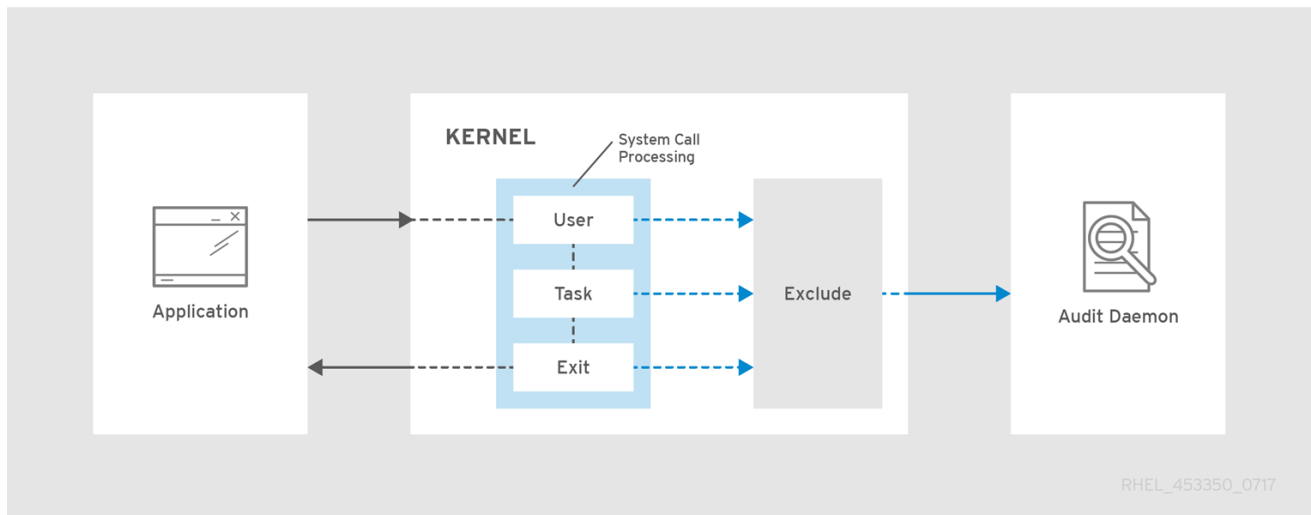 KERNEL
System Call
Processing
User
Task
Exit
Exclude
Application
Audit Daemon
RHEL_453350_0717